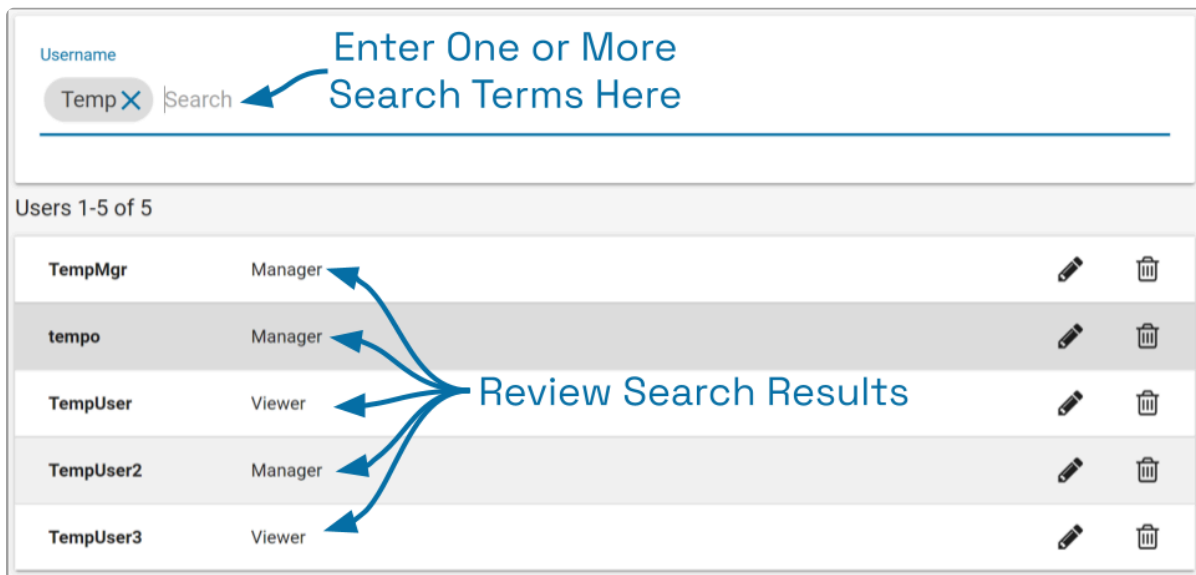 Username
Enter One or More
Search Terms Here
Temp Search
Users 1-5 of 5
TempMgr Manager
tempo Manager
TempUser Viewer
Review Search Results
TempUser2 Manager
TempUser3 Viewer